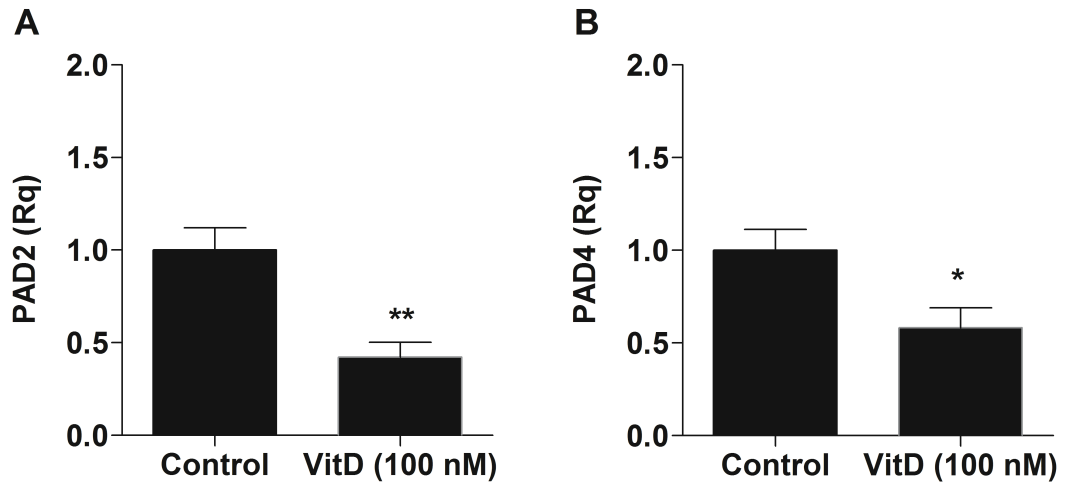 A
PAD2 (Rq)
2.0
1.5
1.0
0.5
0.0
**
Control
VitD (100 nM)
B
PAD4 (Rq)
2.0
1.5
1.0
0.5
0.0
*
Control
VitD (100 nM)